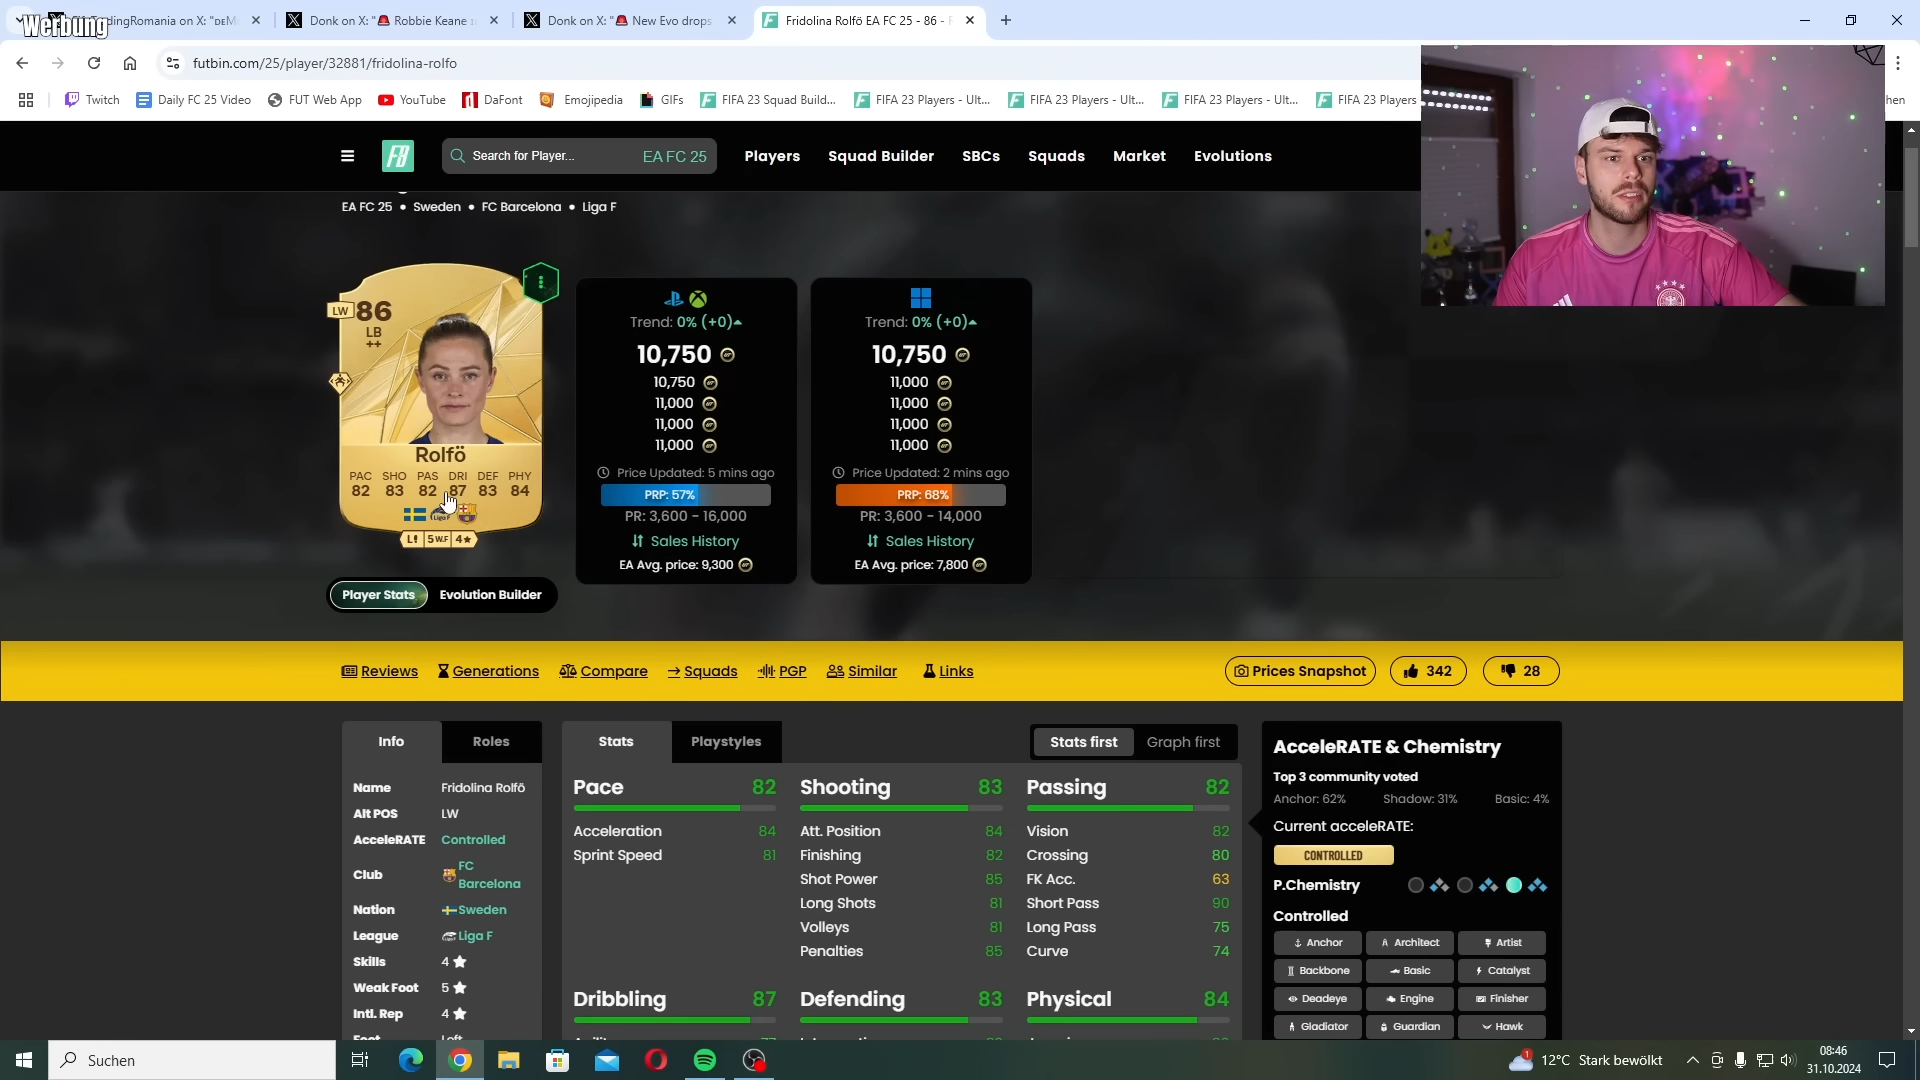 Werbung
dingRomania on X:
Donk on X: "🚨 Robbie Keane
Donk on X: "🚨 New Evo drops
Fridolina Rolfö EA FC 25 - 86 -
futbin.com/25/player/32881/fridolina-rolfo
Twitch
Daily FC 25 Video
FUT Web App
YouTube
DaFont
Emojipedia
GIFs
FIFA 23 Squad Build...
FIFA 23 Players - Ult...
FIFA 23 Players - Ult...
FIFA 23 Players - Ult...
FIFA 23 Players
hen
Search for Player...
EA FC 25
Players
Squad Builder
SBCs
Squads
Market
Evolutions
EA FC 25 • Sweden • FC Barcelona • Liga F
LW
86
LB
++
Rolfö
PAC SHO PAS DRI DEF PHY
82 83 82 87 83 84
5 W.F
4★
Trend: 0% (+0)
10,750
10,750
11,000
11,000
11,000
Price Updated: 5 mins ago
PRP: 57%
PR: 3,600 - 16,000
Sales History
EA Avg. price: 9,300
Trend: 0% (+0)
10,750
11,000
11,000
11,000
11,000
Price Updated: 2 mins ago
PRP: 68%
PR: 3,600 - 14,000
Sales History
EA Avg. price: 7,800
Player Stats
Evolution Builder
Reviews
Generations
Compare
Squads
PGP
Similar
Links
Prices Snapshot
342
28
Info
Roles
Name Fridolina Rolfö
Alt POS LW
AcceleRATE Controlled
Club FC Barcelona
Nation Sweden
League Liga F
Skills 4 ★
Weak Foot 5 ★
Intl. Rep 4 ★
Stats
Playstyles
Stats first
Graph first
Pace 82
Acceleration 84
Sprint Speed 81
Shooting 83
Att. Position 84
Finishing 82
Shot Power 85
Long Shots 81
Volleys 81
Penalties 85
Passing 82
Vision 82
Crossing 80
FK Acc. 63
Short Pass 90
Long Pass 75
Curve 74
Dribbling 87
Defending 83
Physical 84
AcceleRATE & Chemistry
Top 3 community voted
Anchor: 62% Shadow: 31% Basic: 4%
Current acceleRATE:
CONTROLLED
P.Chemistry
Controlled
Anchor
Architect
Artist
Backbone
Basic
Catalyst
Deadeye
Engine
Finisher
Gladiator
Guardian
Hawk
Suchen
12°C Stark bewölkt
08:46
31.10.2024